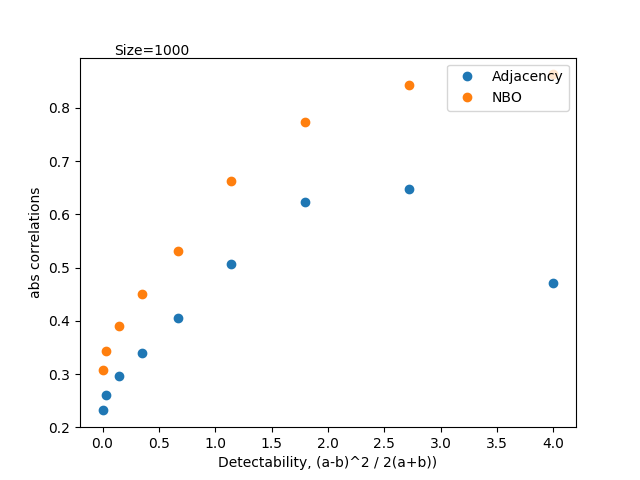 Size=1000
Adjacency
NBO
abs correlations
0.8
0.7
0.6
0.5
0.4
0.3
0.2
0.0 0.5 1.0 1.5 2.0 2.5 3.0 3.5 4.0
Detectability, (a-b)^2 / 2(a+b))